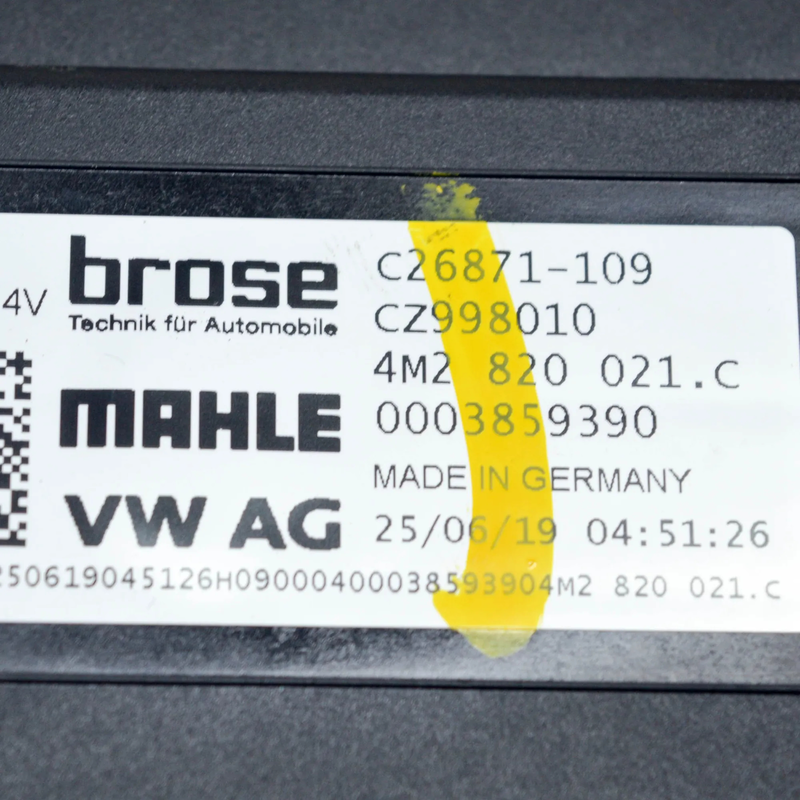 4V
brose
Technik für Automobile
MAHLE
VW AG
C26871-109
CZ998010
4M2 820 021.C
0003859390
MADE IN GERMANY
25/06/19 04:51:26
250619045126H09000400038593904M2 820 021.C